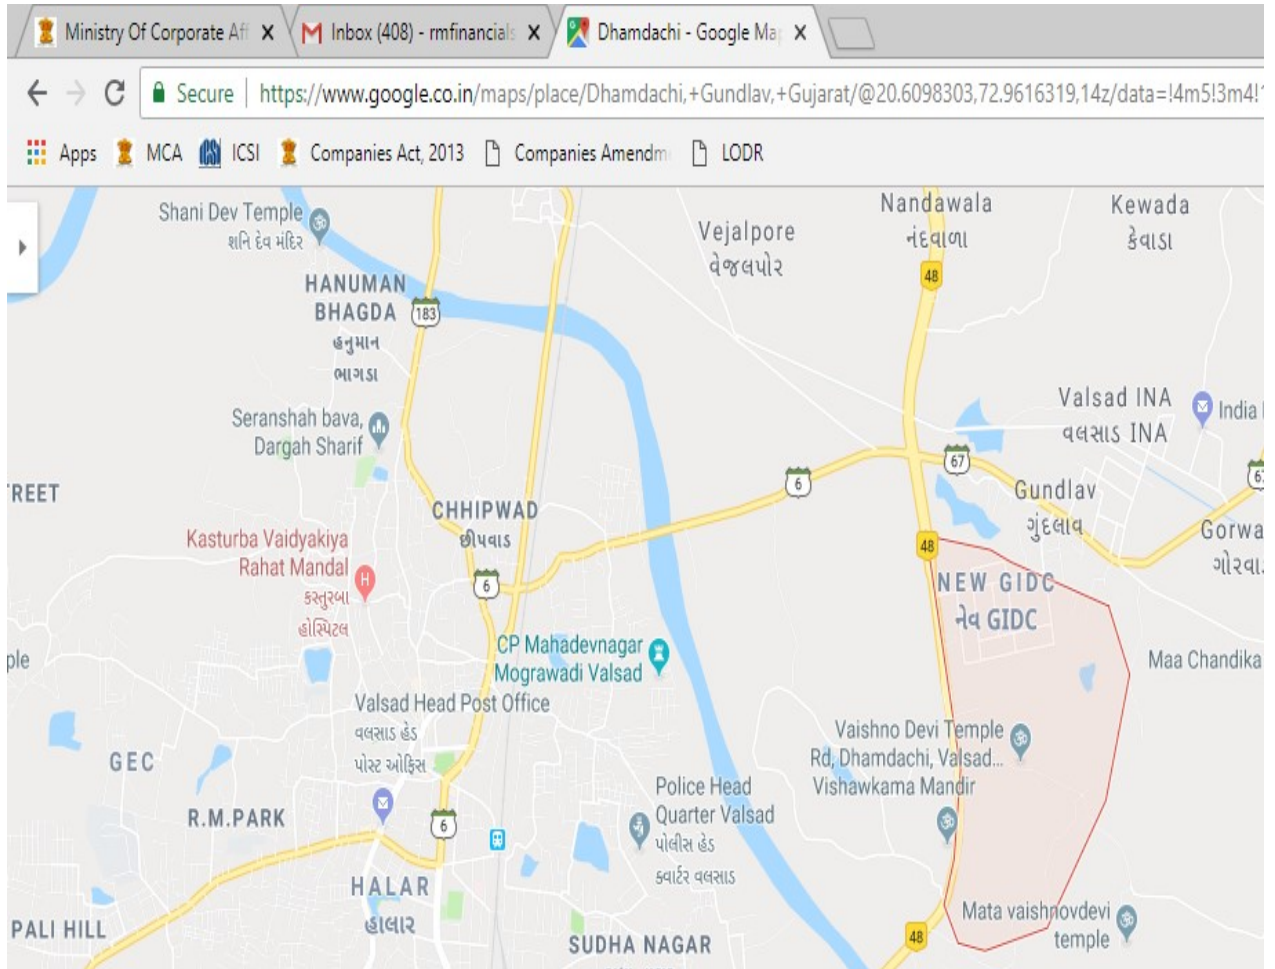 Ministry Of Corporate Aff
Inbox (408) - rmfinancials
Dhamdachi - Google Ma
Secure
https://www.google.co.in/maps/place/Dhamdachi,+Gundlav,+Gujarat/@20.6098303,72.9616319,14z/data=!4m5!3m4!1
Apps
MCA
ICSI
Companies Act, 2013
Companies Amendm
LODR
Shani Dev Temple
શનિ દેવ મંદિર
Vejalpore
વેજલપોર
Nandawala
નંદવાળા
Kewada
કેવાડા
48
HANUMAN
BHAGDA
હનુમાન
ભાગડા
183
Seranshah bava,
Dargah Sharif
Valsad INA
વલસાડ INA
India
67
67
6
TREET
Gundlav
ગુંદલાવ
CHHIPWAD
છીપવાડ
Gorwa
ગોરવા
Kasturba Vaidyakiya
Rahat Mandal
કસ્તુરબા
હોસ્પિટલ
H
6
48
NEW GIDC
નેવ GIDC
CP Mahadevnagar
Mograwadi Valsad
ple
Maa Chandika
Valsad Head Post Office
વલસાડ હેડ
પોસ્ટ ઓફિસ
Vaishno Devi Temple
Rd, Dhamdachi, Valsad...
Vishawkama Mandir
GEC
R.M.PARK
6
Police Head
Quarter Valsad
પોલીસ હેડ
ક્વાર્ટર વલસાડ
HALAR
હાલાર
PALI HILL
SUDHA NAGAR
48
Mata vaishnovdevi
temple